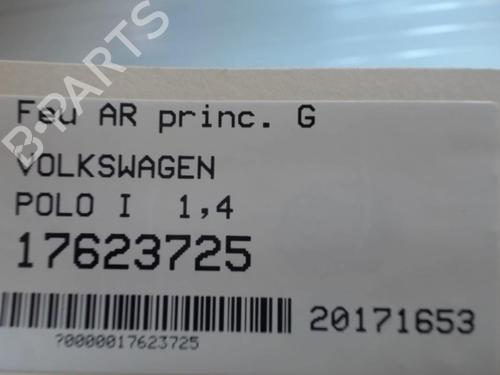 Feu AR princ. G
VOLKSWAGEN
POLO I 1,4
17623725
20171653
?0000017623725
B-PARTS